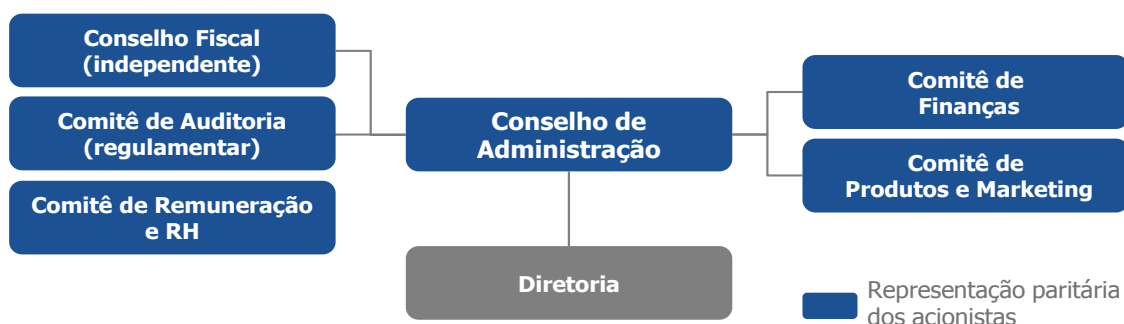 Conselho Fiscal
(independente)
Comitê de Auditoria
(regulamentar)
Comitê de Remuneração
e RH
Conselho de
Administração
Diretoria
Comitê de
Finanças
Comitê de
Produtos e Marketing
Representação paritária
dos acionistas